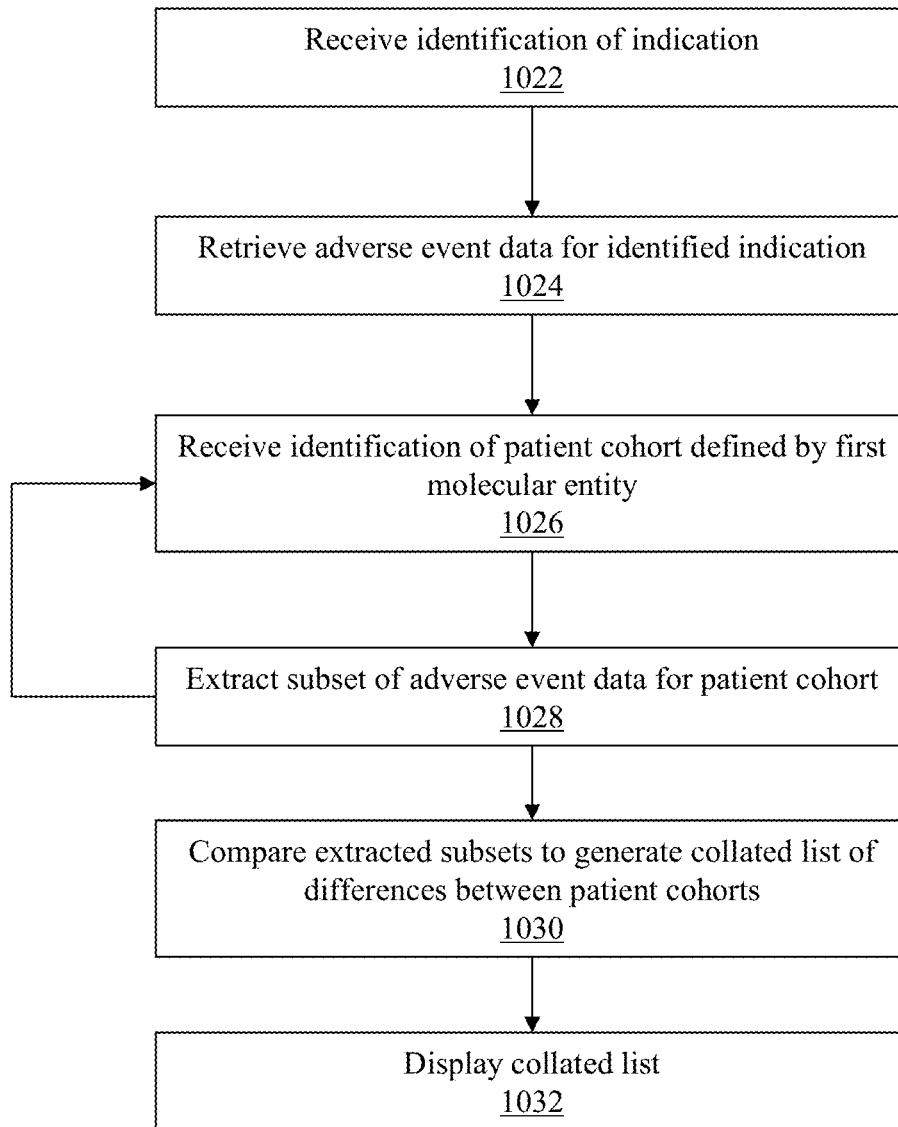 Receive identification of indication
1022
Retrieve adverse event data for identified indication
1024
Receive identification of patient cohort defined by first
molecular entity
1026
Extract subset of adverse event data for patient cohort
1028
Compare extracted subsets to generate collated list of
differences between patient cohorts
1030
Display collated list
1032